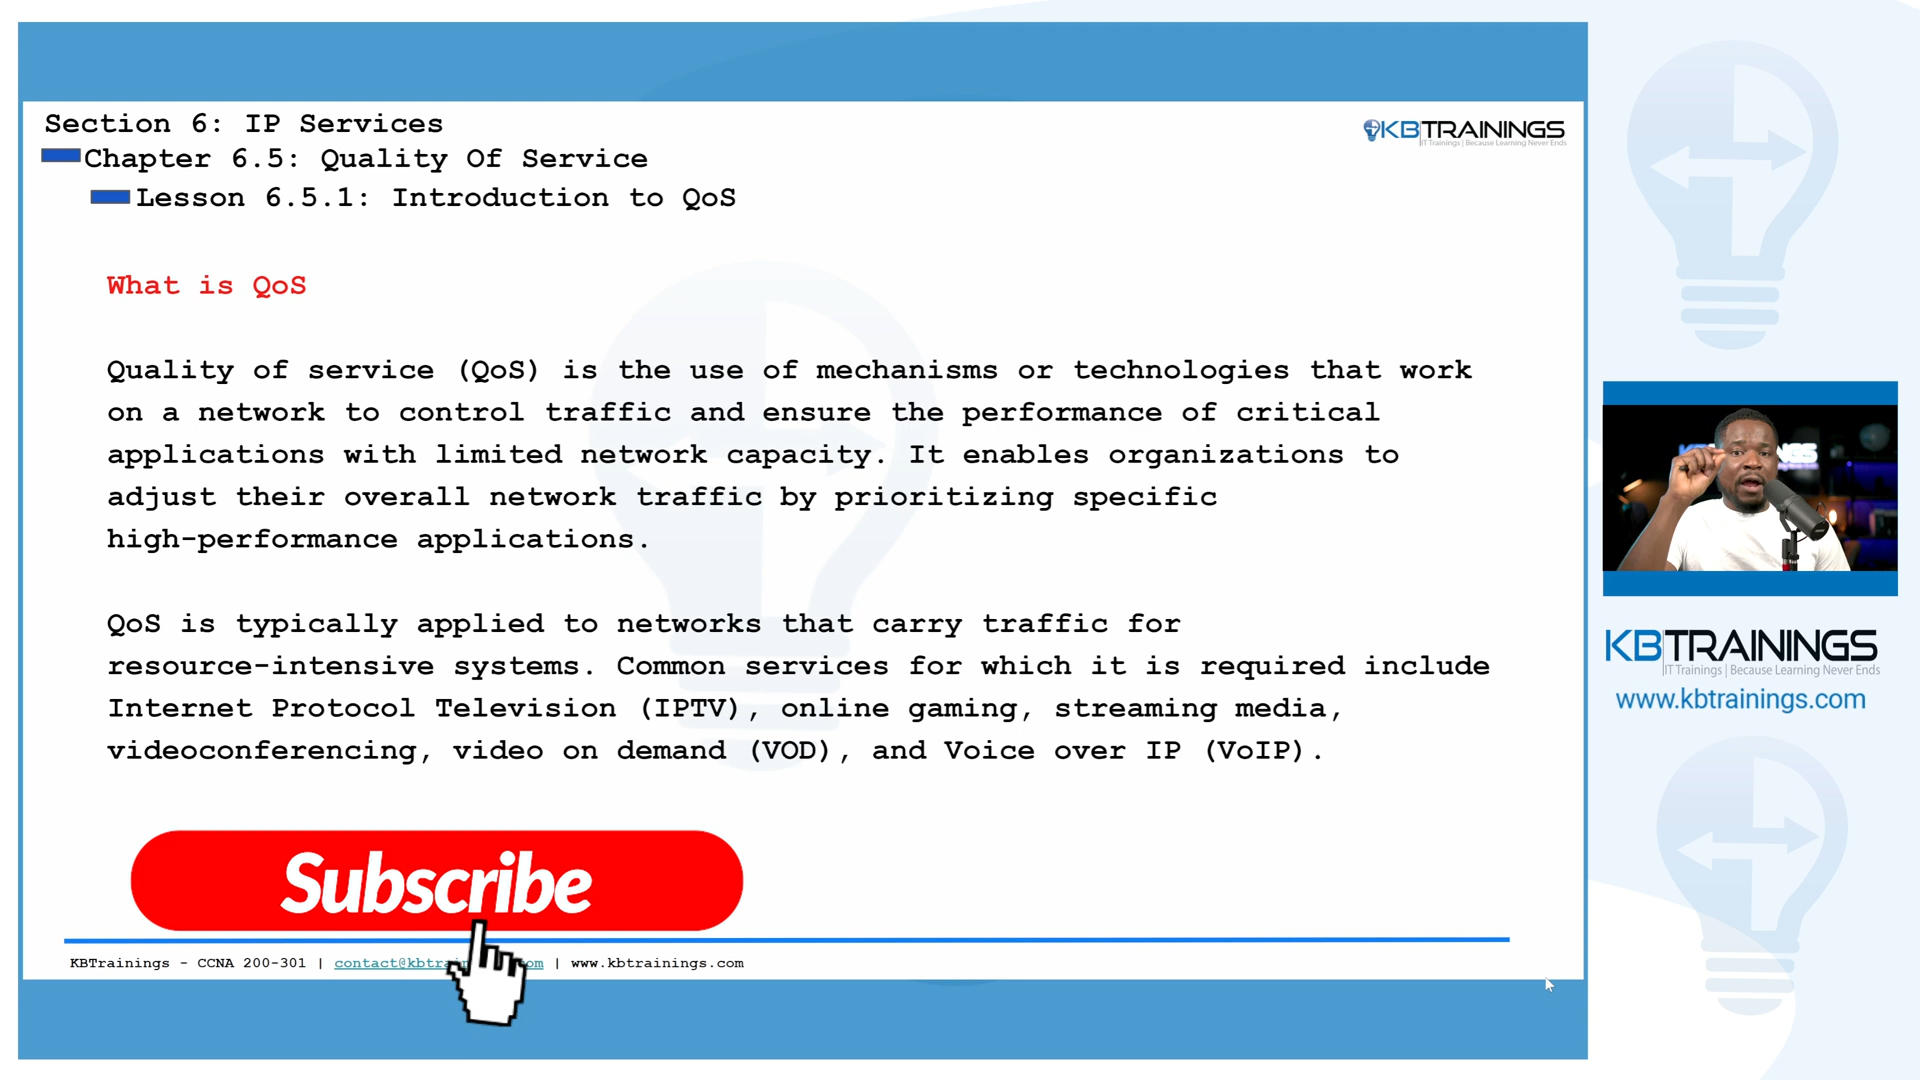 Section 6: IP Services
Chapter 6.5: Quality Of Service
Lesson 6.5.1: Introduction to QoS
KBTRAININGS
IT Trainings | Because Learning Never Ends
What is QoS
Quality of service (QoS) is the use of mechanisms or technologies that work
on a network to control traffic and ensure the performance of critical
applications with limited network capacity. It enables organizations to
adjust their overall network traffic by prioritizing specific
high-performance applications.
QoS is typically applied to networks that carry traffic for
resource-intensive systems. Common services for which it is required include
Internet Protocol Television (IPTV), online gaming, streaming media,
videoconferencing, video on demand (VOD), and Voice over IP (VoIP).
Subscribe
KBTrainings - CCNA 200-301 | | www.kbtrainings.com
KBTRAININGS
IT Trainings | Because Learning Never Ends
www.kbtrainings.com